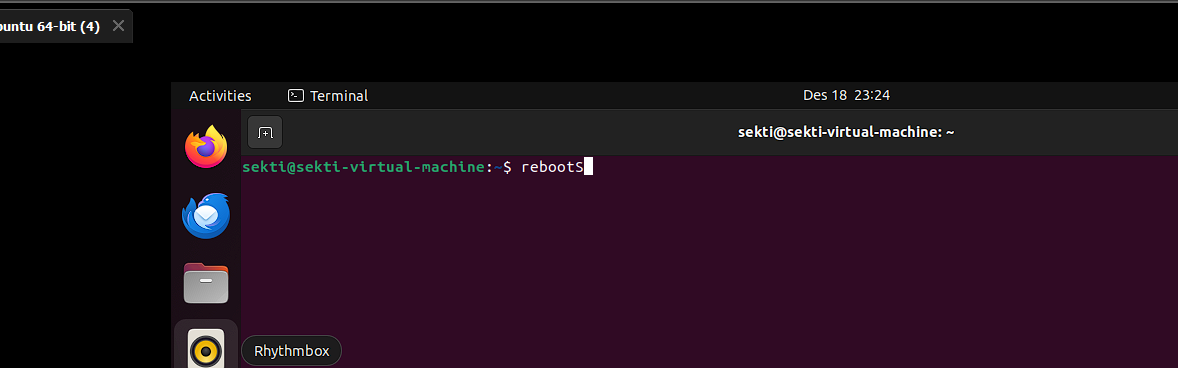 buntu 64-bit (4)
Activities
Terminal
Des 18 23:24
sekti@sekti-virtual-machine: ~
sekti@sekti-virtual-machine:~$ rebootS
Rhythmbox